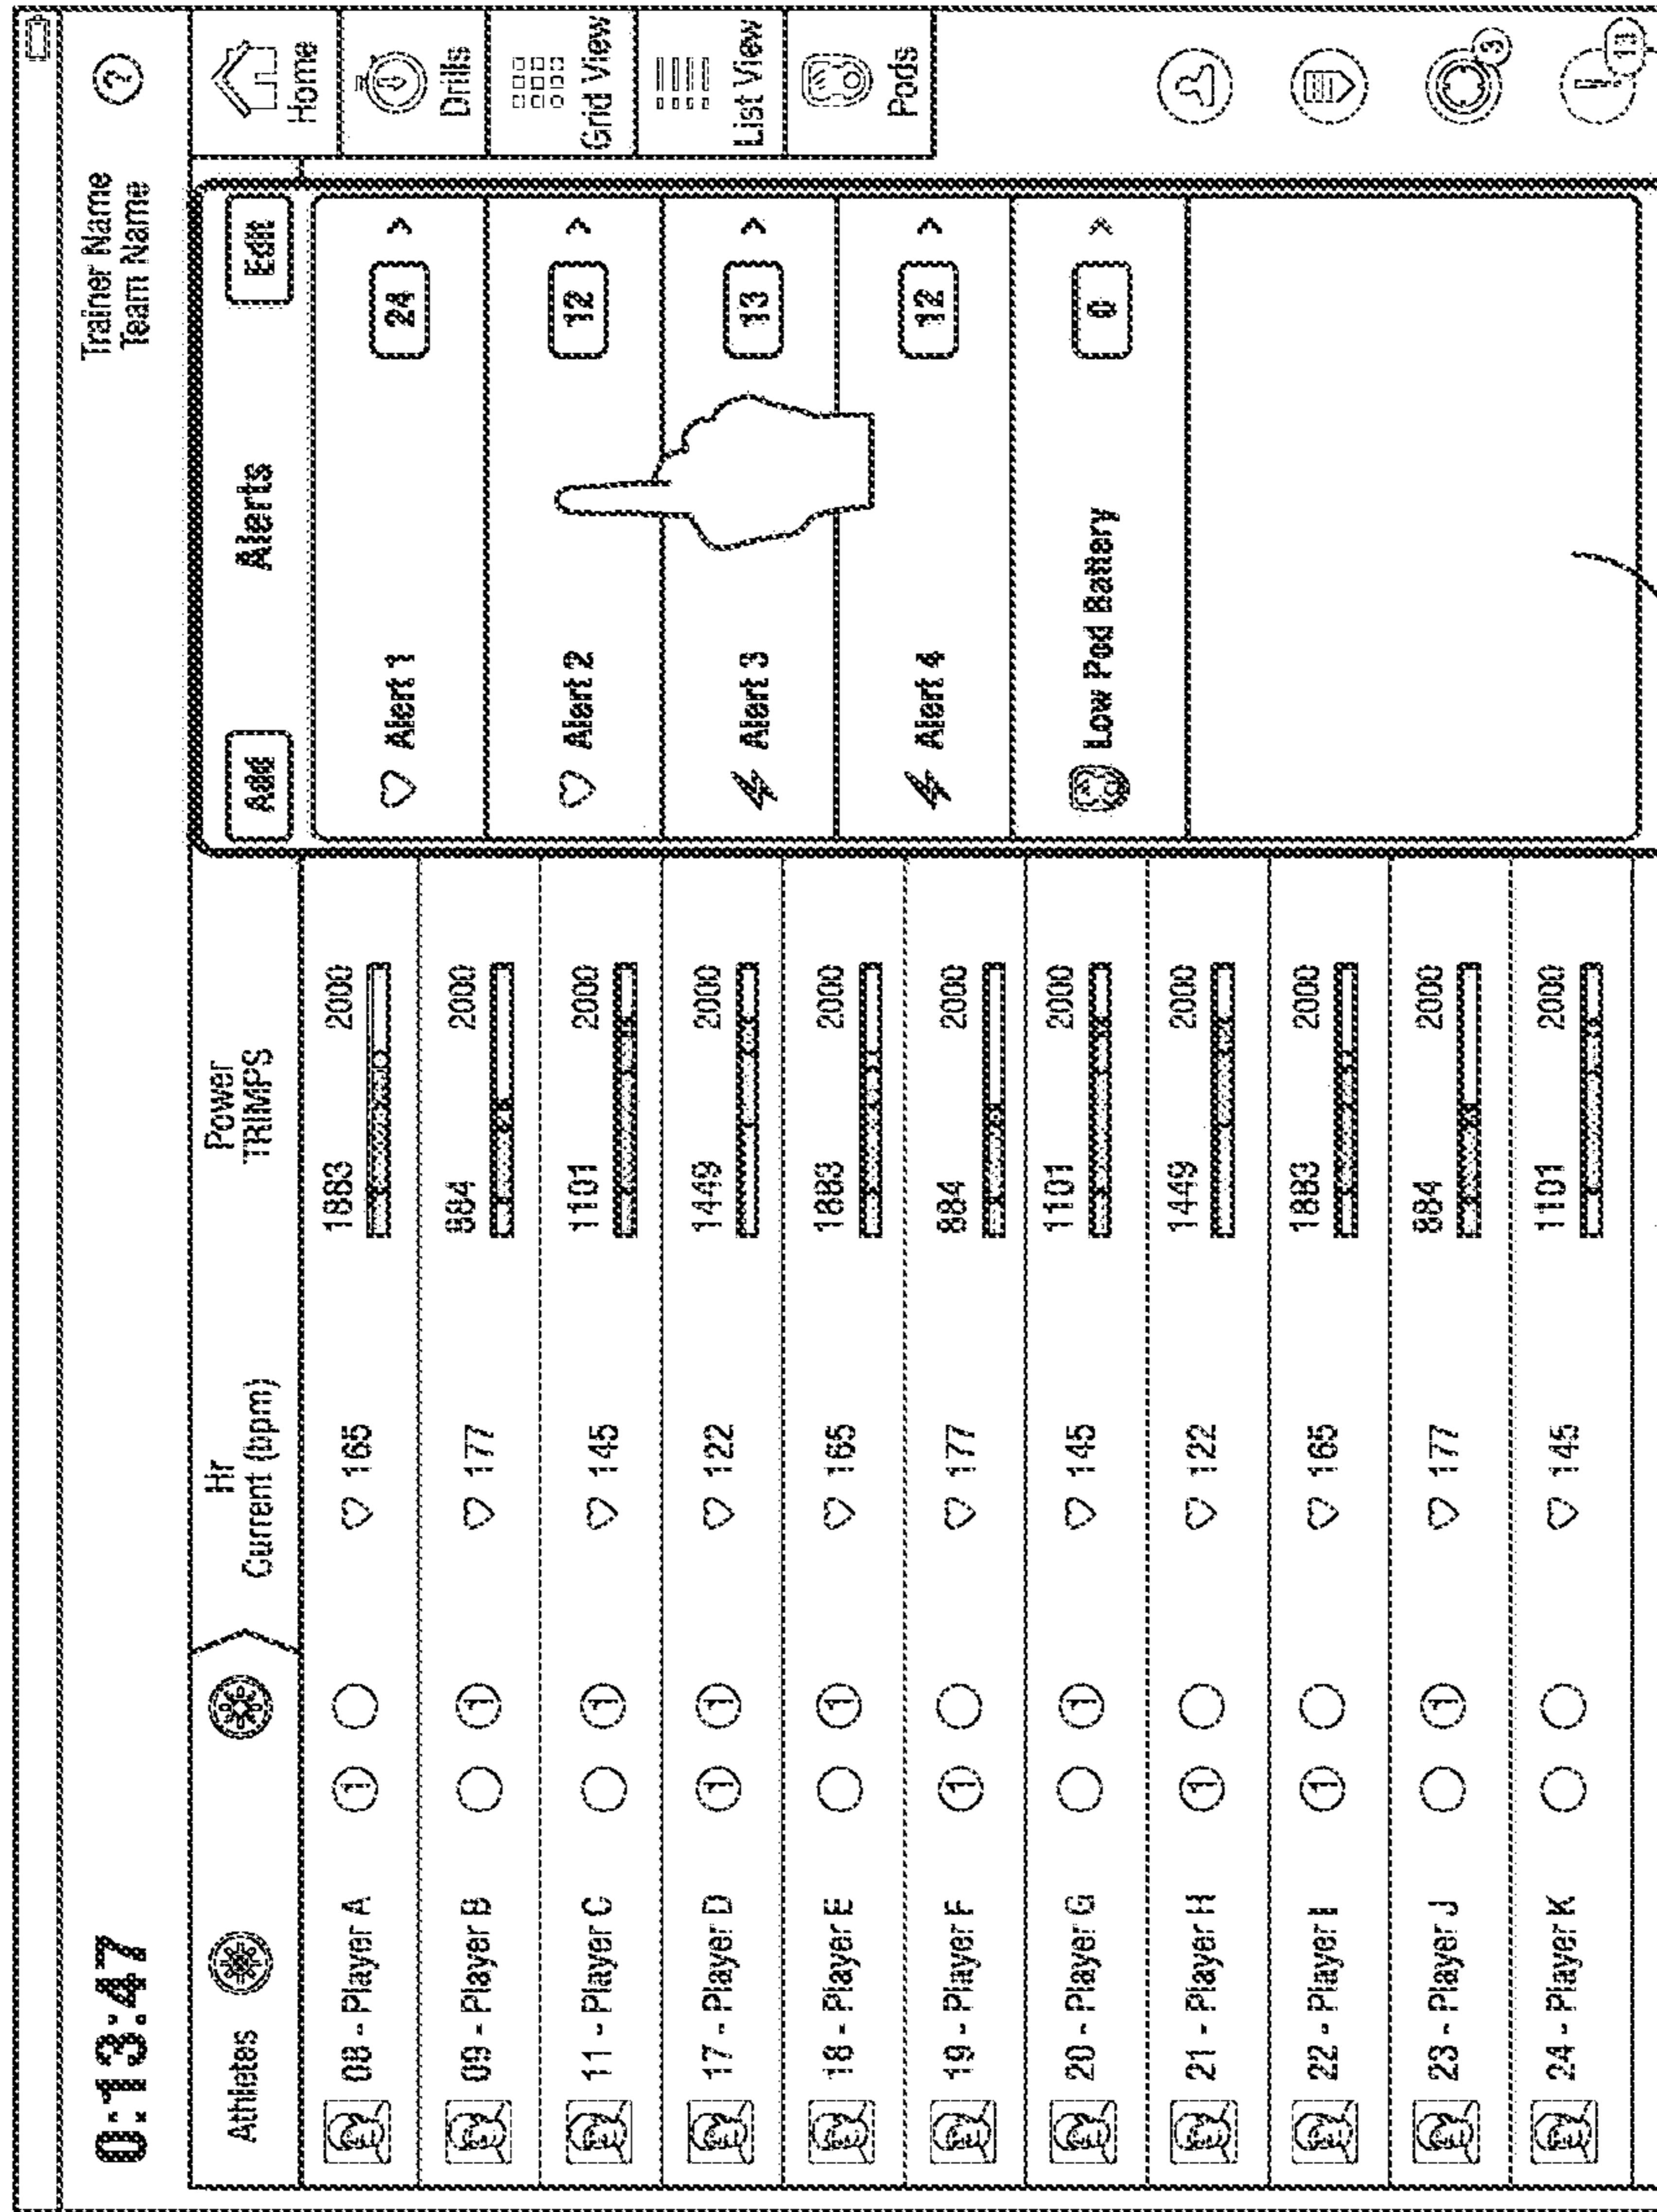 0:13:47
Trainer Name
Team Name
?
Athletes
Hr
Current (bpm)
Power
TRIMPS
Add
Alerts
Edit
Home
Drills
Grid View
List View
Pods
08 - Player A 1 165 1883 2000
09 - Player B 1 177 884 2000
11 - Player C 1 145 1101 2000
17 - Player D 1 1 122 1449 2000
18 - Player E 1 165 1883 2000
19 - Player F 1 177 884 2000
20 - Player G 1 145 1101 2000
21 - Player H 1 122 1449 2000
22 - Player I 1 165 1883 2000
23 - Player J 1 177 884 2000
24 - Player K 145 1101 2000
Alert 1 24 >
Alert 2 12 >
Alert 3 13 >
Alert 4 12 >
Low Pod Battery 0 >
3
13